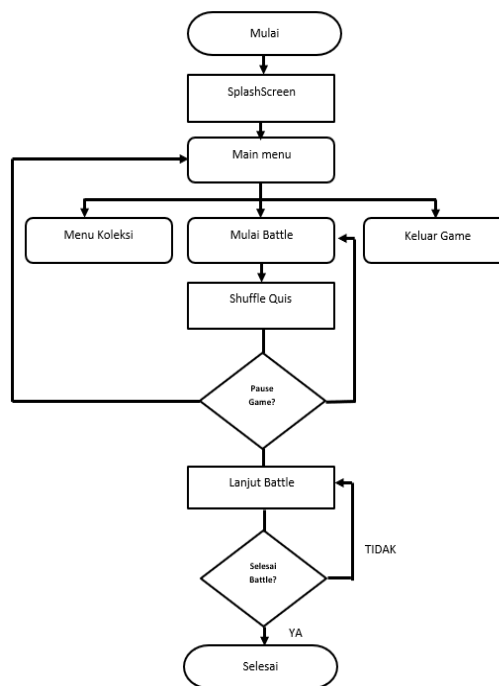 Mulai
SplashScreen
Main menu
Menu Koleksi
Mulai Battle
Keluar Game
Shuffle Quis
Pause
Game?
Lanjut Battle
TIDAK
Selesai
Battle?
YA
Selesai